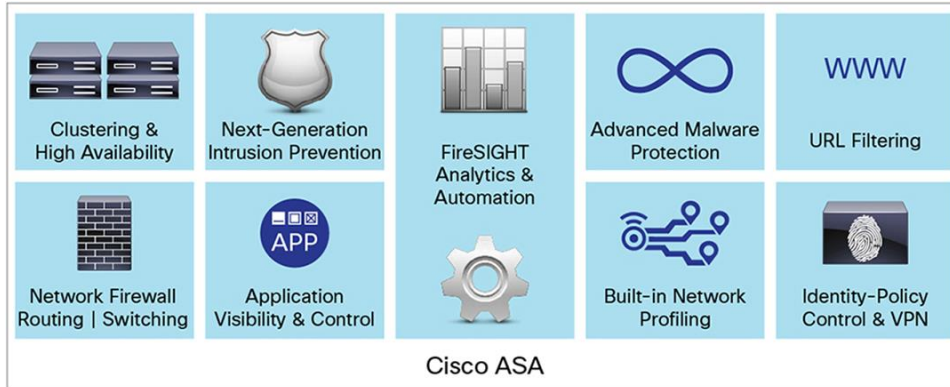 Clustering &
High Availability
Next-Generation
Intrusion Prevention
FireSIGHT
Analytics &
Automation
Advanced Malware
Protection
WWW
URL Filtering
Network Firewall
Routing | Switching
APP
Application
Visibility & Control
Built-in Network
Profiling
Identity-Policy
Control & VPN
Cisco ASA